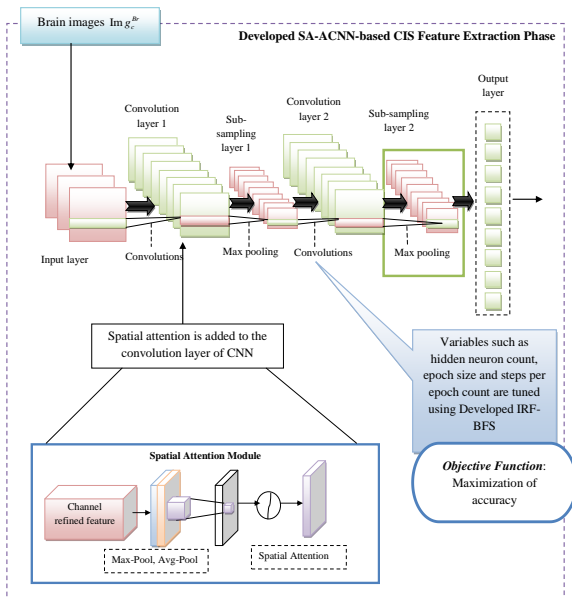 Brain images Im g_c^Br
Developed SA-ACNN-based CIS Feature Extraction Phase
Output
layer
Convolution
layer 1
Sub-
sampling
layer 1
Convolution
layer 2
Sub-sampling
layer 2
Input layer
Convolutions
Max pooling
Convolutions
Max pooling
Spatial attention is added to the
convolution layer of CNN
Variables such as
hidden neuron count,
epoch size and steps per
epoch count are tuned
using Developed IRF-
BFS
Objective Function:
Maximization of
accuracy
Spatial Attention Module
Channel
refined feature
Max-Pool, Avg-Pool
Spatial Attention